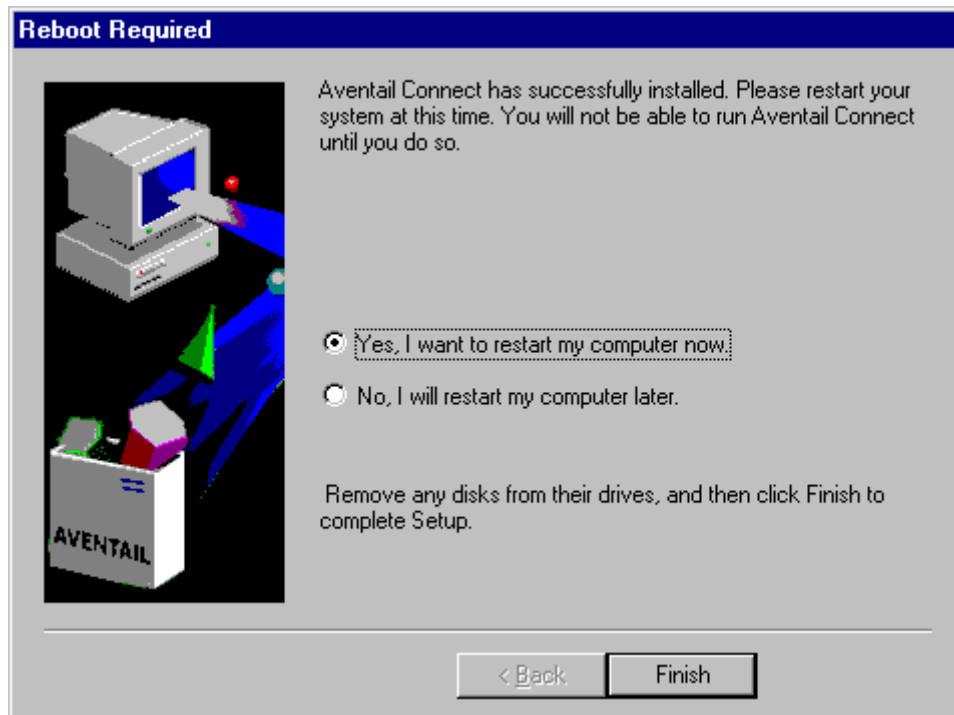 Reboot Required
Aventail Connect has successfully installed. Please restart your
system at this time. You will not be able to run Aventail Connect
until you do so.
Yes, I want to restart my computer now.
No, I will restart my computer later.
Remove any disks from their drives, and then click Finish to
complete Setup.
AVENTAIL
< Back
Finish